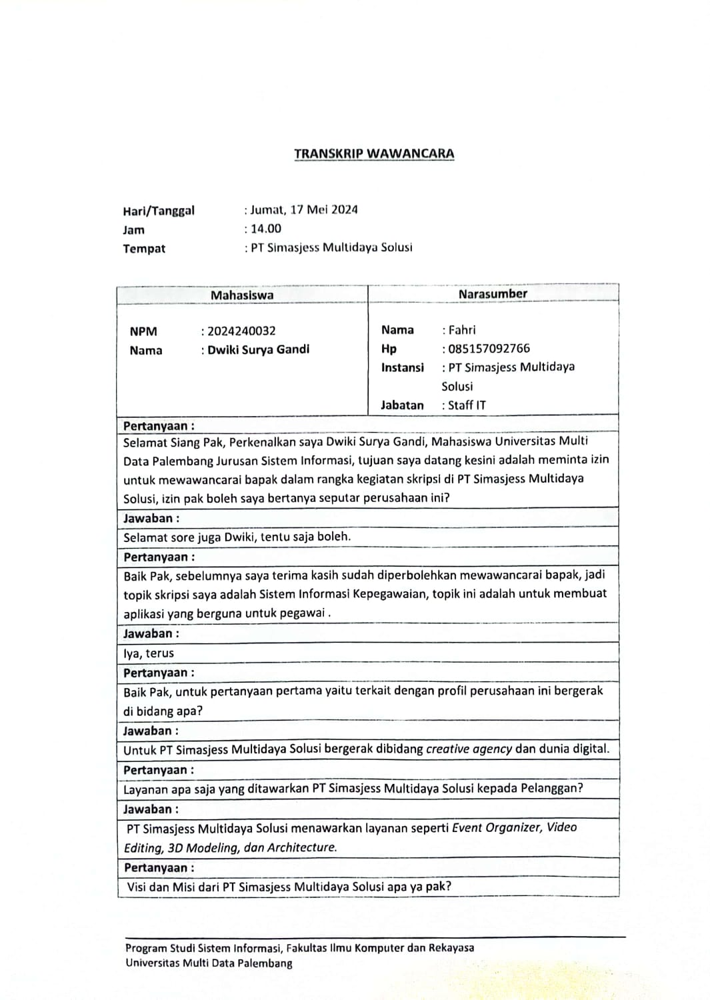 TRANSKRIP WAWANCARA
Hari/Tanggal : Jumat, 17 Mei 2024
Jam : 14.00
Tempat : PT Simasjess Multidaya Solusi
Mahasiswa
NPM : 2024240032
Nama : Dwiki Surya Gandi
Narasumber
Nama : Fahri
Hp : 085157092766
Instansi : PT Simasjess Multidaya
Solusi
Jabatan : Staff IT
Pertanyaan :
Selamat Siang Pak, Perkenalkan saya Dwiki Surya Gandi, Mahasiswa Universitas Multi
Data Palembang Jurusan Sistem Informasi, tujuan saya datang kesini adalah meminta izin
untuk mewawancarai bapak dalam rangka kegiatan skripsi di PT Simasjess Multidaya
Solusi, izin pak boleh saya bertanya seputar perusahaan ini?
Jawaban :
Selamat sore juga Dwiki, tentu saja boleh.
Pertanyaan :
Baik Pak, sebelumnya saya terima kasih sudah diperbolehkan mewawancarai bapak, jadi
topik skripsi saya adalah Sistem Informasi Kepegawaian, topik ini adalah untuk membuat
aplikasi yang berguna untuk pegawai .
Jawaban :
Iya, terus
Pertanyaan :
Baik Pak, untuk pertanyaan pertama yaitu terkait dengan profil perusahaan ini bergerak
di bidang apa?
Jawaban :
Untuk PT Simasjess Multidaya Solusi bergerak dibidang creative agency dan dunia digital.
Pertanyaan :
Layanan apa saja yang ditawarkan PT Simasjess Multidaya Solusi kepada Pelanggan?
Jawaban :
PT Simasjess Multidaya Solusi menawarkan layanan seperti Event Organizer, Video
Editing, 3D Modeling, dan Architecture.
Pertanyaan :
Visi dan Misi dari PT Simasjess Multidaya Solusi apa ya pak?
Program Studi Sistem Informasi, Fakultas Ilmu Komputer dan Rekayasa
Universitas Multi Data Palembang